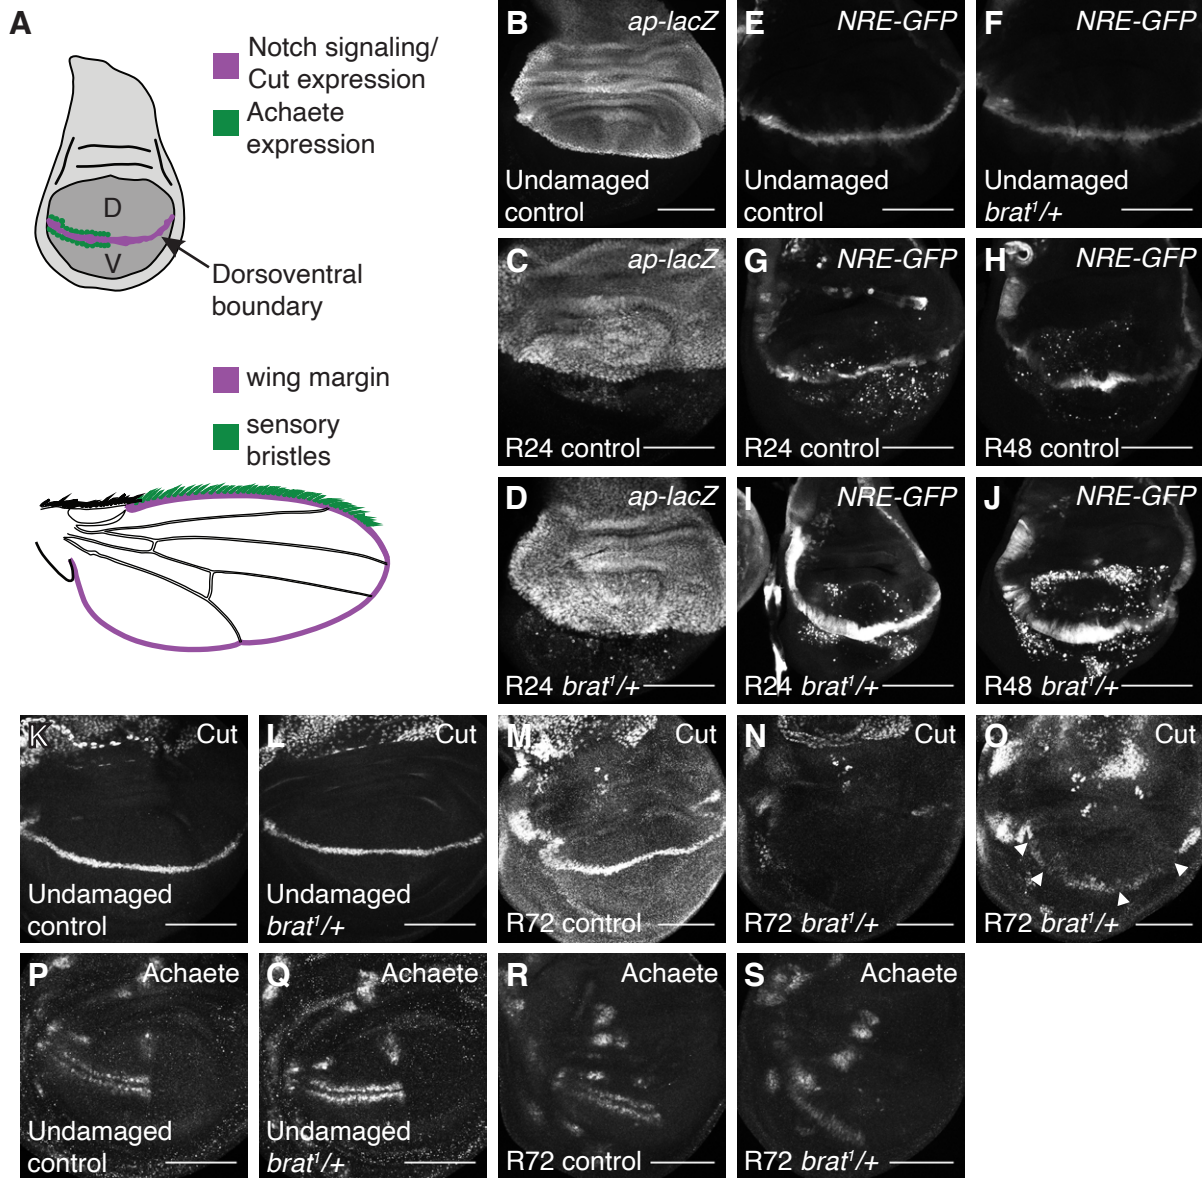 A
Notch signaling/
Cut expression
Achaete
expression
D
V
Dorsoventral
boundary
wing margin
sensory
bristles
B
ap-lacZ
Undamaged
control
E
NRE-GFP
Undamaged
control
F
NRE-GFP
Undamaged
brat¹/+
C
ap-lacZ
R24 control
G
NRE-GFP
R24 control
H
NRE-GFP
R48 control
D
ap-lacZ
R24 brat¹/+
I
NRE-GFP
R24 brat¹/+
J
NRE-GFP
R48 brat¹/+
K
Cut
Undamaged
control
L
Cut
Undamaged
brat¹/+
M
Cut
R72 control
N
Cut
R72 brat¹/+
O
Cut
R72 brat¹/+
P
Achaete
Undamaged
control
Q
Achaete
Undamaged
brat¹/+
R
Achaete
R72 control
S
Achaete
R72 brat¹/+